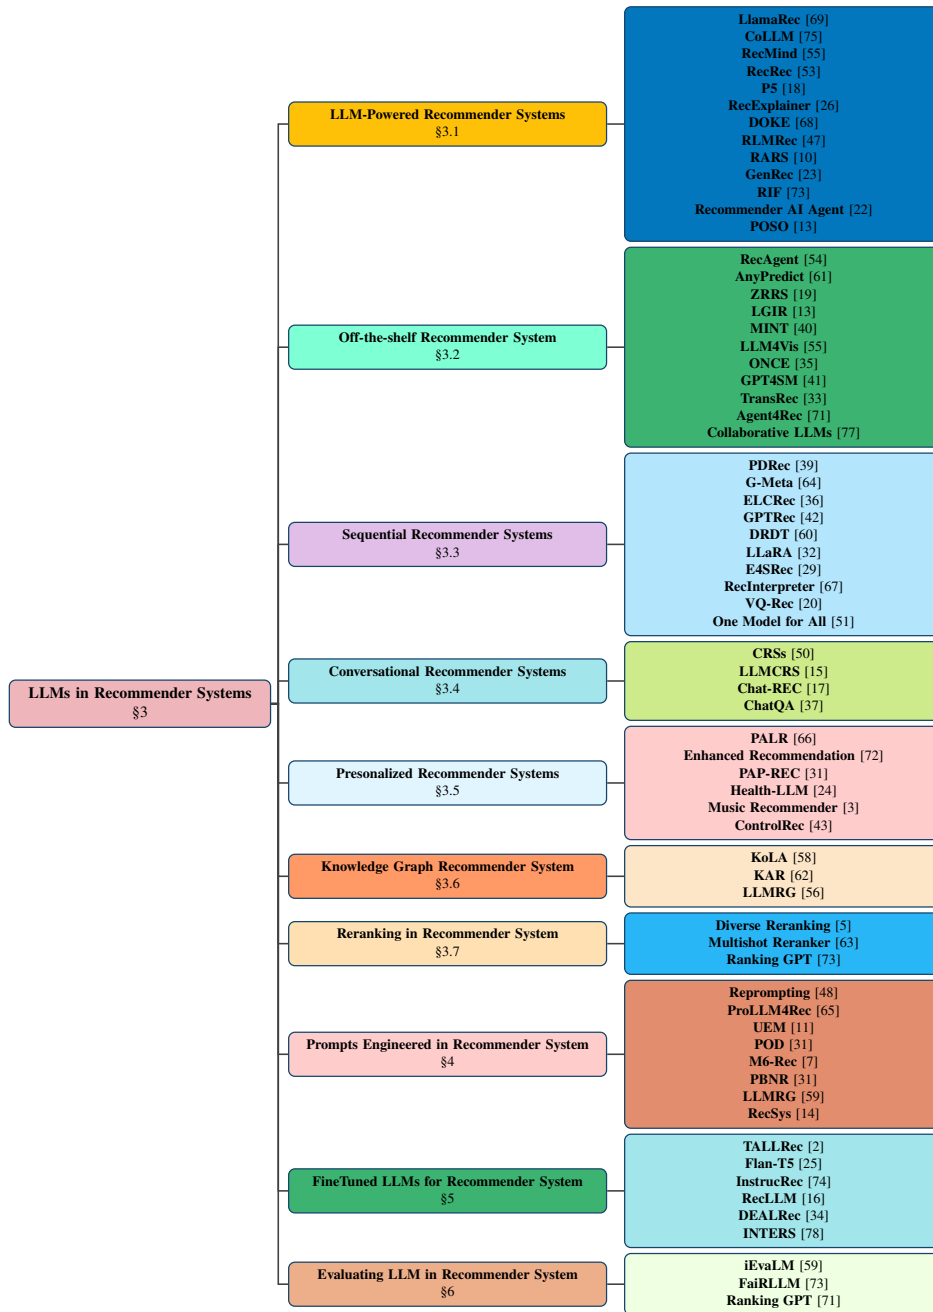 LLMs in Recommender Systems
§3
LLM-Powered Recommender Systems
§3.1
LlamaRec [69]
CoLLM [75]
RecMind [55]
RecRec [53]
P5 [18]
RecExplainer [26]
DOKE [68]
RLMRec [47]
RARS [10]
GenRec [23]
RIF [73]
Recommender AI Agent [22]
POSO [13]
Off-the-shelf Recommender System
§3.2
RecAgent [54]
AnyPredict [61]
ZRRS [19]
LGIR [13]
MINT [40]
LLM4Vis [55]
ONCE [35]
GPT4SM [41]
TransRec [33]
Agent4Rec [71]
Collaborative LLMs [77]
Sequential Recommender Systems
§3.3
PDRec [39]
G-Meta [64]
ELCRec [36]
GPTRec [42]
DRDT [60]
LLaRA [32]
E4SRec [29]
RecInterpreter [67]
VQ-Rec [20]
One Model for All [51]
Conversational Recommender Systems
§3.4
CRSs [50]
LLMCRS [15]
Chat-REC [17]
ChatQA [37]
Presonalized Recommender Systems
§3.5
PALR [66]
Enhanced Recommendation [72]
PAP-REC [31]
Health-LLM [24]
Music Recommender [3]
ControlRec [43]
Knowledge Graph Recommender System
§3.6
KoLA [58]
KAR [62]
LLMRG [56]
Reranking in Recommender System
§3.7
Diverse Reranking [5]
Multishot Reranker [63]
Ranking GPT [73]
Prompts Engineered in Recommender System
§4
Reprompting [48]
ProLLM4Rec [65]
UEM [11]
POD [31]
M6-Rec [7]
PBNR [31]
LLMRG [59]
RecSys [14]
FineTuned LLMs for Recommender System
§5
TALLRec [2]
Flan-T5 [25]
InstrucRec [74]
RecLLM [16]
DEALRec [34]
INTERS [78]
Evaluating LLM in Recommender System
§6
iEvaLM [59]
FaiRLLM [73]
Ranking GPT [71]